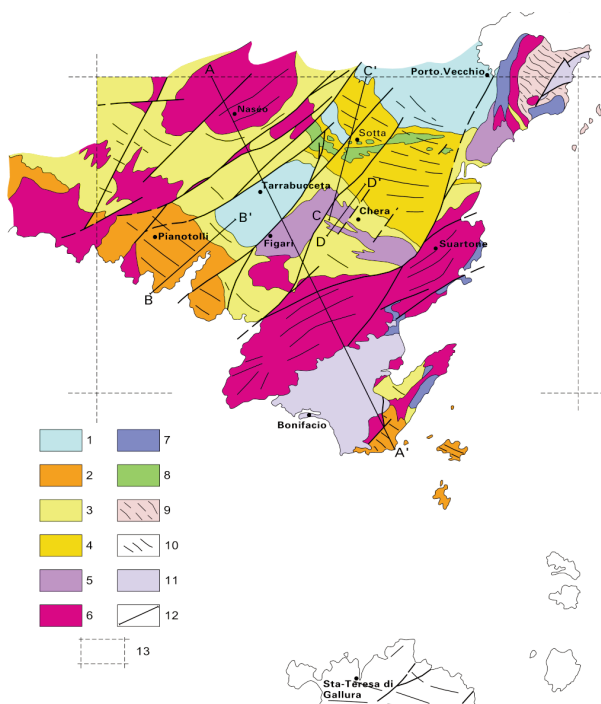 A
C'
Porto.Vecchio
Naseo
Sotta
Tarrabucceta
D'
B'
C
Chera
Pianotolli
Figari
D
Suartone
B
Bonifacio
A'
1
7
2
8
3
9
4
10
5
11
6
12
13
Sta-Teresa di
Gallura